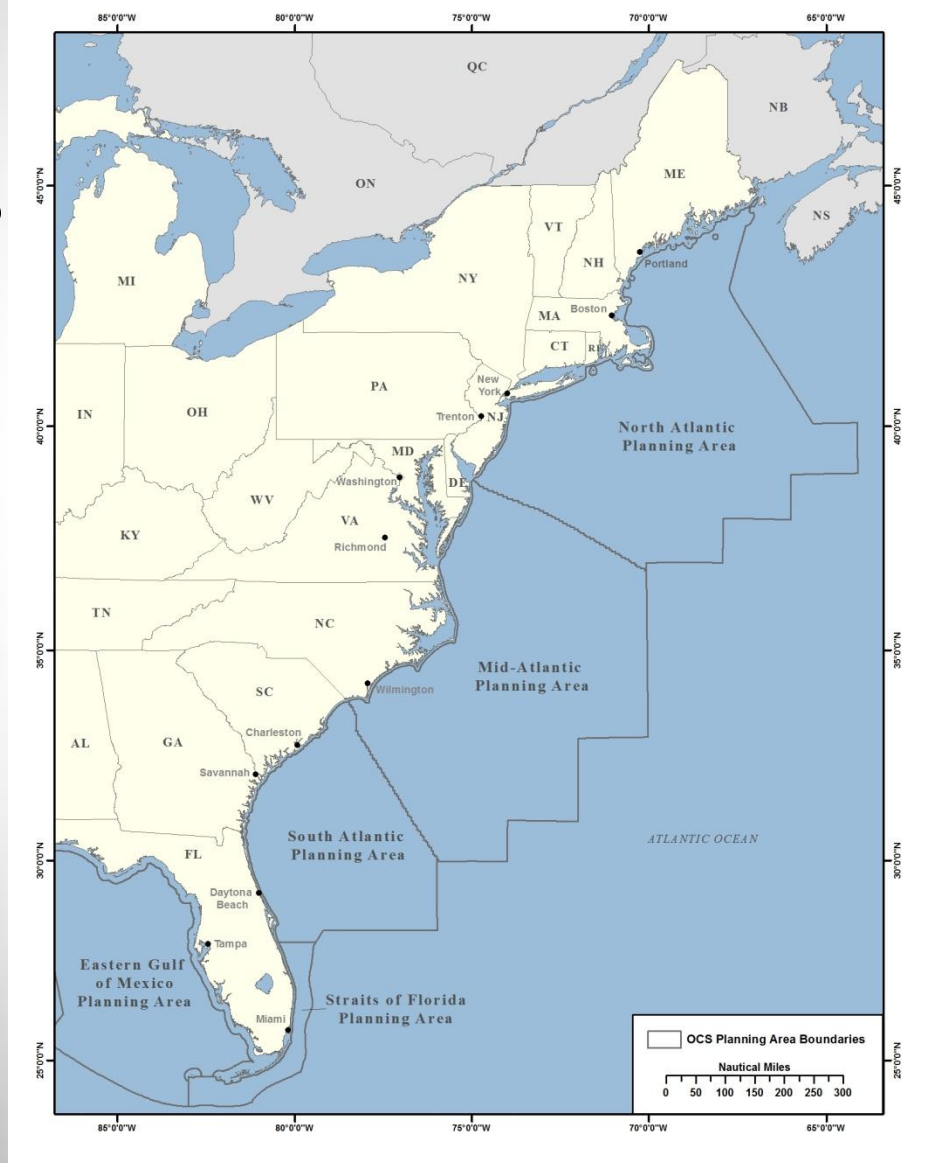 85°0'0"W 80°0'0"W 75°0'0"W 70°0'0"W 65°0'0"W
QC
NB
ON
ME
45°0'0"N 45°0'0"N
NS
VT
MI
NY
NH
Portland
MA
Boston
CT
RI
PA
New
York
IN
OH
Trenton
NJ
40°0'0"N 40°0'0"N
North Atlantic
Planning Area
MD
Washington
DE
WV
VA
KY
Richmond
TN
NC
35°0'0"N 35°0'0"N
Mid-Atlantic
Planning Area
SC
Wilmington
Charleston
AL
GA
Savannah
South Atlantic
Planning Area
ATLANTIC OCEAN
30°0'0"N 30°0'0"N
FL
Daytona
Beach
Tampa
Eastern Gulf
of Mexico
Planning Area
Straits of Florida
Planning Area
Miami
25°0'0"N 25°0'0"N
OCS Planning Area Boundaries
Nautical Miles
0 50 100 150 200 250 300
85°0'0"W 80°0'0"W 75°0'0"W 70°0'0"W 65°0'0"W